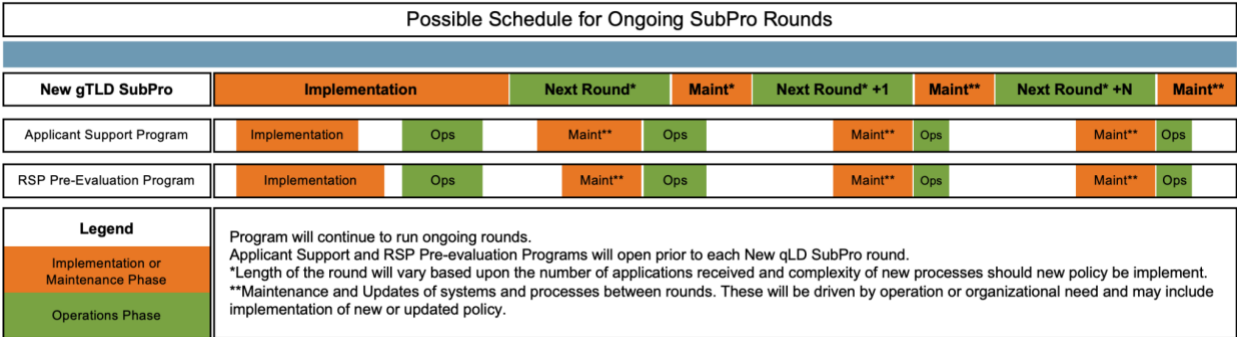 Possible Schedule for Ongoing SubPro Rounds
New gTLD SubPro Implementation Next Round* Maint* Next Round* +1 Maint** Next Round* +N Maint**
Applicant Support Program Implementation Ops Maint** Ops Maint** Ops Maint** Ops
RSP Pre-Evaluation Program Implementation Ops Maint** Ops Maint** Ops Maint** Ops
Legend
Implementation or
Maintenance Phase
Operations Phase
Program will continue to run ongoing rounds.
Applicant Support and RSP Pre-evaluation Programs will open prior to each New qLD SubPro round.
*Length of the round will vary based upon the number of applications received and complexity of new processes should new policy be implement.
**Maintenance and Updates of systems and processes between rounds. These will be driven by operation or organizational need and may include
implementation of new or updated policy.